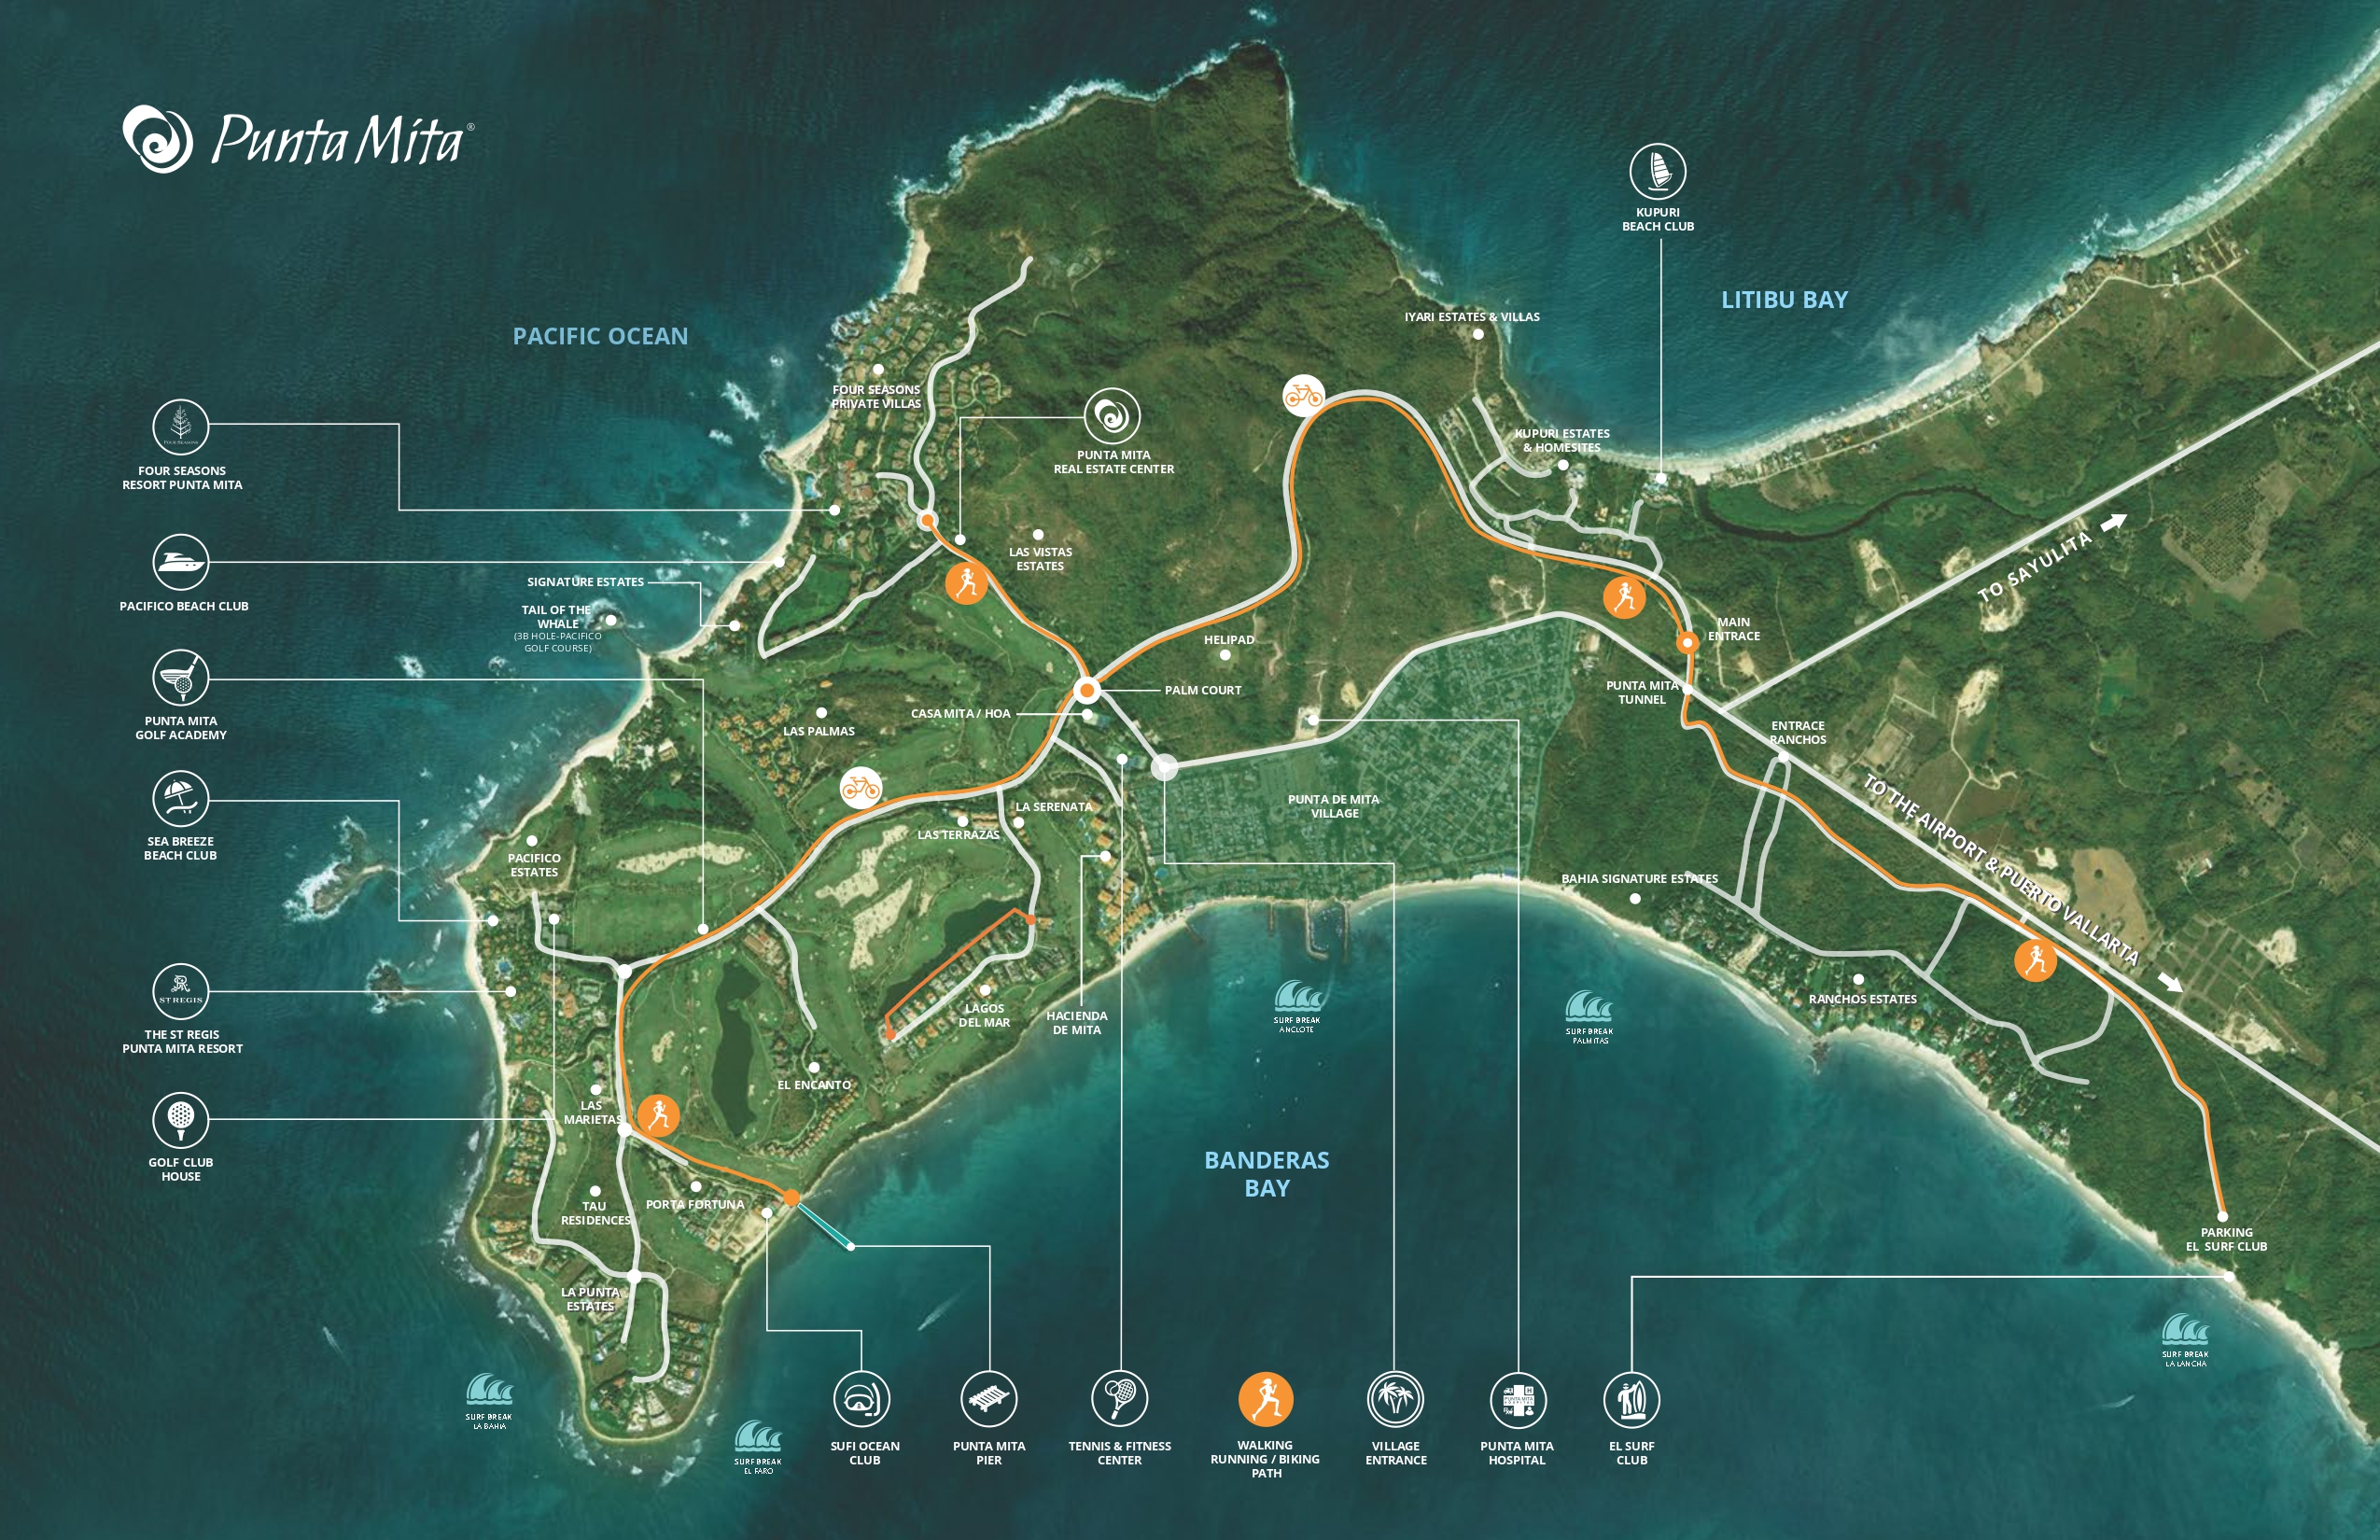 Punta Mita®
KUPURI
BEACH CLUB
LITIBU BAY
PACIFIC OCEAN
IYARI ESTATES & VILLAS
FOUR SEASONS
PRIVATE VILLAS
FOUR SEASONS
FOUR SEASONS
RESORT PUNTA MITA
PUNTA MITA
REAL ESTATE CENTER
KUPURI ESTATES
& HOMESITES
LAS VISTAS
ESTATES
TO SAYULITA
PACIFICO BEACH CLUB
SIGNATURE ESTATES
TAIL OF THE
WHALE
(3B HOLE-PACIFICO
GOLF COURSE)
HELIPAD
MAIN
ENTRACE
PALM COURT
PUNTA MITA
TUNNEL
CASA MITA / HOA
LAS PALMAS
PUNTA MITA
GOLF ACADEMY
ENTRACE
RANCHOS
TO THE AIRPORT & PUERTO VALLARTA
PUNTA DE MITA
VILLAGE
LA SERENATA
LAS TERRAZAS
SEA BREEZE
BEACH CLUB
PACIFICO
ESTATES
BAHIA SIGNATURE ESTATES
ST REGIS
THE ST REGIS
PUNTA MITA RESORT
LAGOS
DEL MAR
HACIENDA
DE MITA
SURF BREAK
ANCLOTE
SURF BREAK
PALMITAS
RANCHOS ESTATES
EL ENCANTO
LAS
MARIETAS
GOLF CLUB
HOUSE
BANDERAS
BAY
TAU
RESIDENCES
PORTA FORTUNA
PARKING
EL SURF CLUB
LA PUNTA
ESTATES
SURF BREAK
LA LANCHA
SURF BREAK
LA BAHIA
SURF BREAK
EL FARO
SUFI OCEAN
CLUB
PUNTA MITA
PIER
TENNIS & FITNESS
CENTER
WALKING
RUNNING / BIKING
PATH
VILLAGE
ENTRANCE
PUNTA MITA
HOSPITAL
PUNTA MITA
HOSPITAL
EL SURF
CLUB